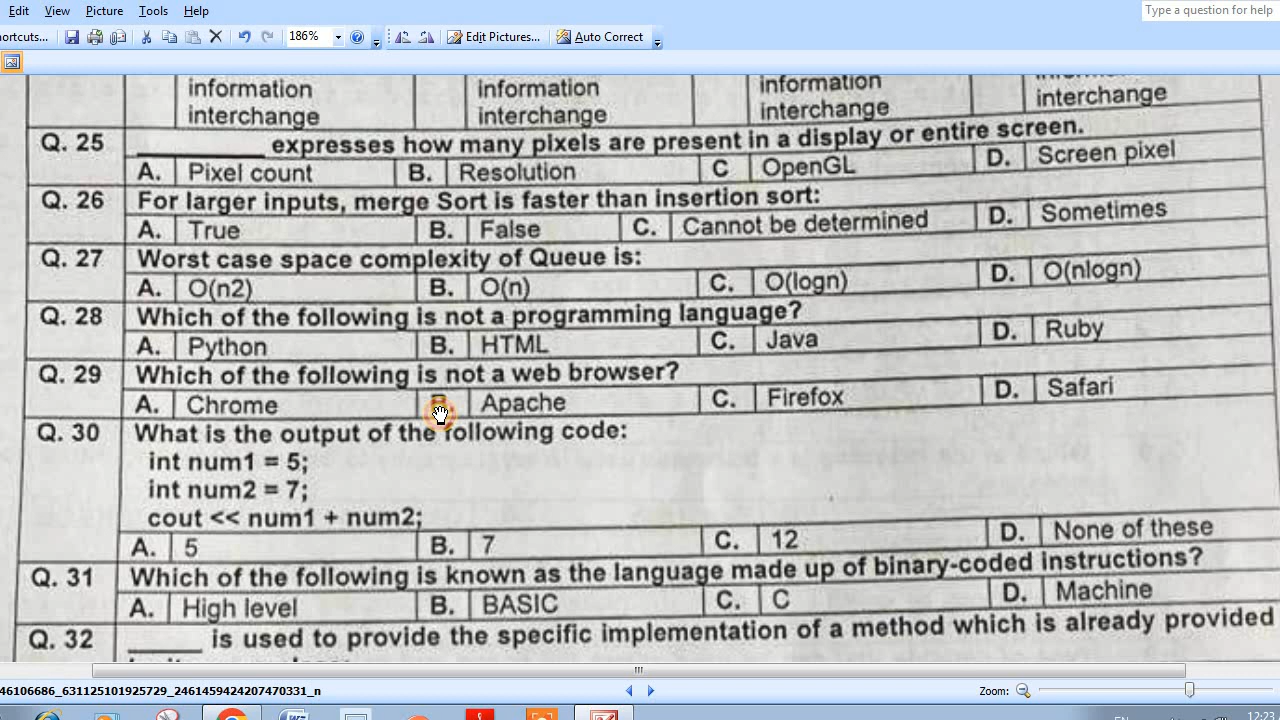 Edit View Picture Tools Help
Type a question for help
ortcuts... 186% Edit Pictures... Auto Correct
information information information
interchange interchange interchange interchange
Q. 25 ________ expresses how many pixels are present in a display or entire screen.
A. Pixel count B. Resolution C OpenGL D. Screen pixel
Q. 26 For larger inputs, merge Sort is faster than insertion sort:
A. True B. False C. Cannot be determined D. Sometimes
Q. 27 Worst case space complexity of Queue is:
A. O(n2) B. O(n) C. O(logn) D. O(nlogn)
Q. 28 Which of the following is not a programming language?
A. Python B. HTML C. Java D. Ruby
Q. 29 Which of the following is not a web browser?
A. Chrome Apache C. Firefox D. Safari
Q. 30 What is the output of the following code:
int num1 = 5;
int num2 = 7;
cout << num1 + num2;
A. 5 B. 7 C. 12 D. None of these
Q. 31 Which of the following is known as the language made up of binary-coded instructions?
A. High level B. BASIC C. C D. Machine
Q. 32 _____ is used to provide the specific implementation of a method which is already provided
46106686_631125101925729_2461459424207470331_n Zoom:
EN 12:23